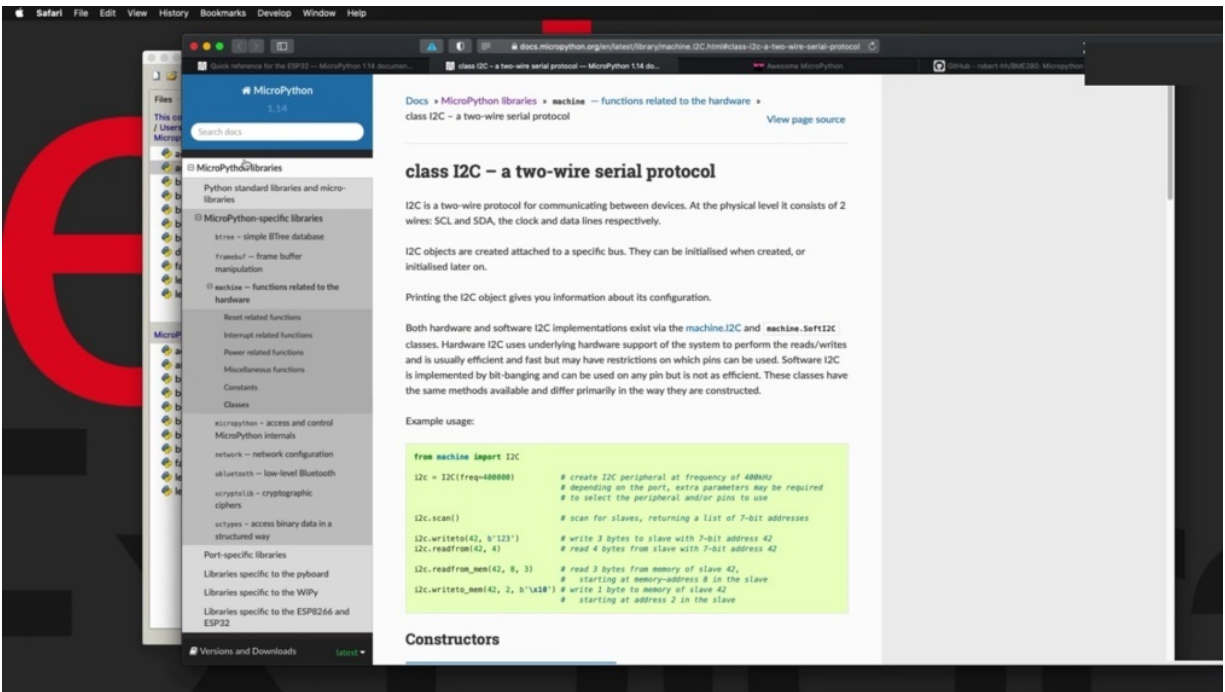 Safari File Edit View History Bookmarks Develop Window Help
docs.micropython.org/en/latest/library/machine.I2C.html#class-i2c-a-two-wire-serial-protocol
Quick reference for the ESP32 — MicroPython 1.14 documen...
class I2C – a two-wire serial protocol — MicroPython 1.14 do...
Awesome MicroPython
GitHub - robert-hh/BME280: Micropython
Files
This co
/ Users
Microp
MicroP
MicroPython
1.14
Search docs
MicroPython libraries
Python standard libraries and micro-
libraries
MicroPython-specific libraries
btree – simple BTree database
framebuf — frame buffer
manipulation
machine — functions related to the
hardware
Reset related functions
Interrupt related functions
Power related functions
Miscellaneous functions
Constants
Classes
micropython – access and control
MicroPython internals
network — network configuration
ubluetooth — low-level Bluetooth
ucryptolib – cryptographic
ciphers
uctypes – access binary data in a
structured way
Port-specific libraries
Libraries specific to the pyboard
Libraries specific to the WiPy
Libraries specific to the ESP8266 and
ESP32
Versions and Downloads latest
Docs » MicroPython libraries » machine — functions related to the hardware »
class I2C – a two-wire serial protocol
View page source
class I2C – a two-wire serial protocol
I2C is a two-wire protocol for communicating between devices. At the physical level it consists of 2
wires: SCL and SDA, the clock and data lines respectively.
I2C objects are created attached to a specific bus. They can be initialised when created, or
initialised later on.
Printing the I2C object gives you information about its configuration.
Both hardware and software I2C implementations exist via the machine.I2C and machine.SoftI2C
classes. Hardware I2C uses underlying hardware support of the system to perform the reads/writes
and is usually efficient and fast but may have restrictions on which pins can be used. Software I2C
is implemented by bit-banging and can be used on any pin but is not as efficient. These classes have
the same methods available and differ primarily in the way they are constructed.
Example usage:
from machine import I2C
i2c = I2C(freq=400000) # create I2C peripheral at frequency of 400kHz
# depending on the port, extra parameters may be required
# to select the peripheral and/or pins to use
i2c.scan() # scan for slaves, returning a list of 7-bit addresses
i2c.writeto(42, b'123') # write 3 bytes to slave with 7-bit address 42
i2c.readfrom(42, 4) # read 4 bytes from slave with 7-bit address 42
i2c.readfrom_mem(42, 8, 3) # read 3 bytes from memory of slave 42,
# starting at memory-address 8 in the slave
i2c.writeto_mem(42, 2, b'\x10') # write 1 byte to memory of slave 42
# starting at address 2 in the slave
Constructors